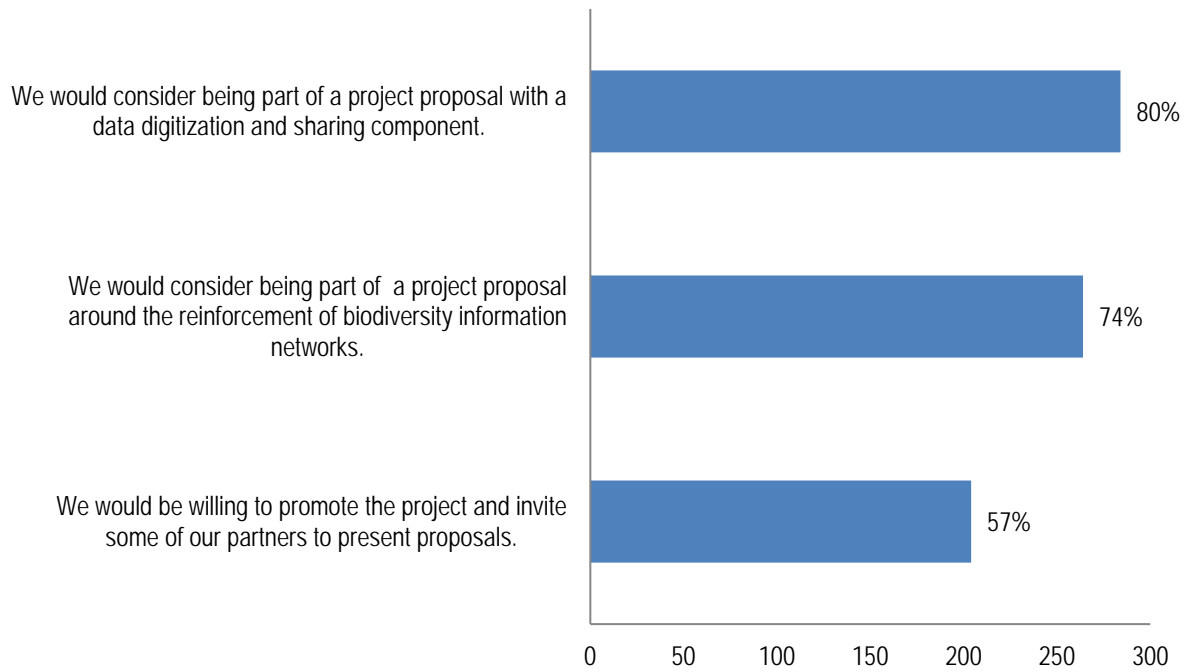 We would consider being part of a project proposal with a
data digitization and sharing component.
80%
We would consider being part of  a project proposal
around the reinforcement of biodiversity information
networks.
74%
We would be willing to promote the project and invite
some of our partners to present proposals.
57%
0 50 100 150 200 250 300